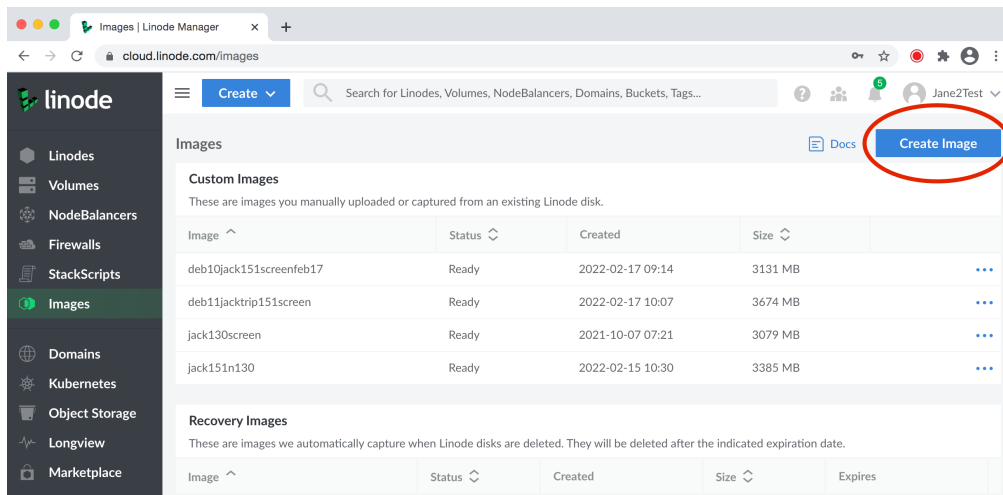 Images | Linode Manager
cloud.linode.com/images
linode
Create
Search for Linodes, Volumes, NodeBalancers, Domains, Buckets, Tags...
5
Jane2Test
Linodes
Volumes
NodeBalancers
Firewalls
StackScripts
Images
Domains
Kubernetes
Object Storage
Longview
Marketplace
Images
Docs
Create Image
Custom Images
These are images you manually uploaded or captured from an existing Linode disk.
Image Status Created Size
deb10jack151screenfeb17 Ready 2022-02-17 09:14 3131 MB
deb11jacktrip151screen Ready 2022-02-17 10:07 3674 MB
jack130screen Ready 2021-10-07 07:21 3079 MB
jack151n130 Ready 2022-02-15 10:30 3385 MB
Recovery Images
These are images we automatically capture when Linode disks are deleted. They will be deleted after the indicated expiration date.
Image Status Created Size Expires